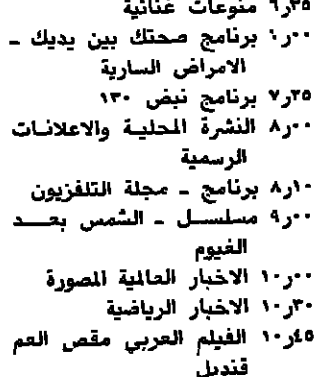 ٦٫٣٥ منوعات غنائية
٧٫٠٠ برنامج صحتك بين يديك ـ
الامراض السارية
٧٫٣٥ برنامج نبض ١٣٠
٨٫٠٠ النشرة المحلية والاعلانات
الرسمية
٨٫١٠ برنامج ـ مجلة التلفزيون
٩٫٠٠ مسلسل ـ الشمس بعد
الغيوم
١٠٫٠٠ الاخبار العالمية المصورة
١٠٫٣٠ الاخبار الرياضية
١٠٫٤٥ الفيلم العربي مقص العم
قنديل